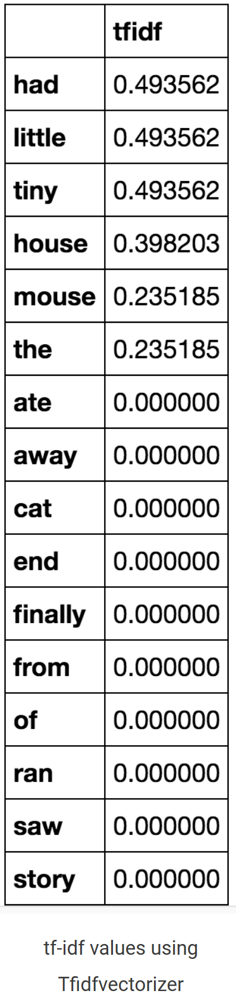 tfidf
had 0.493562
little 0.493562
tiny 0.493562
house 0.398203
mouse 0.235185
the 0.235185
ate 0.000000
away 0.000000
cat 0.000000
end 0.000000
finally 0.000000
from 0.000000
of 0.000000
ran 0.000000
saw 0.000000
story 0.000000
tf-idf values using
Tfidfvectorizer